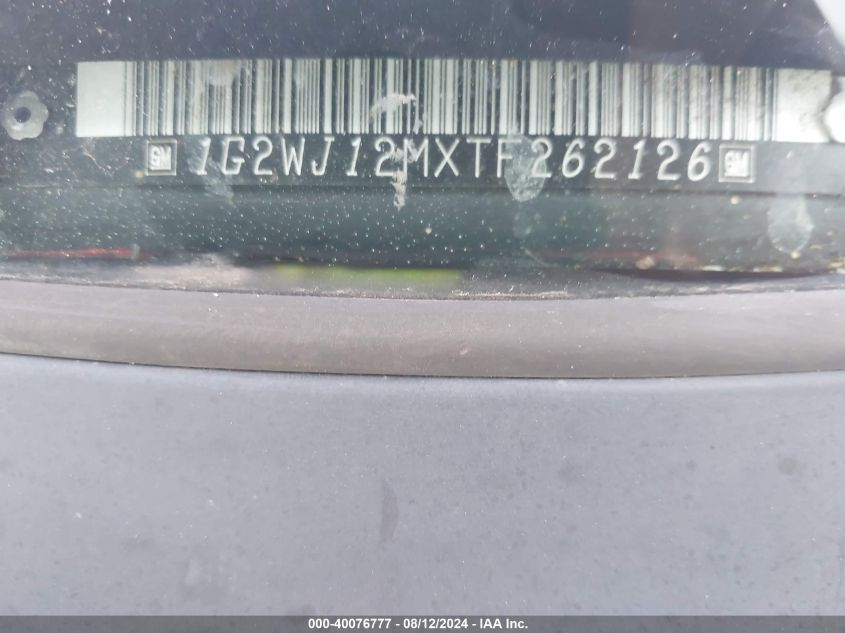 GM 1G2WJ12MXTF262126 GM
000-40076777 - 08/12/2024 - IAA Inc.